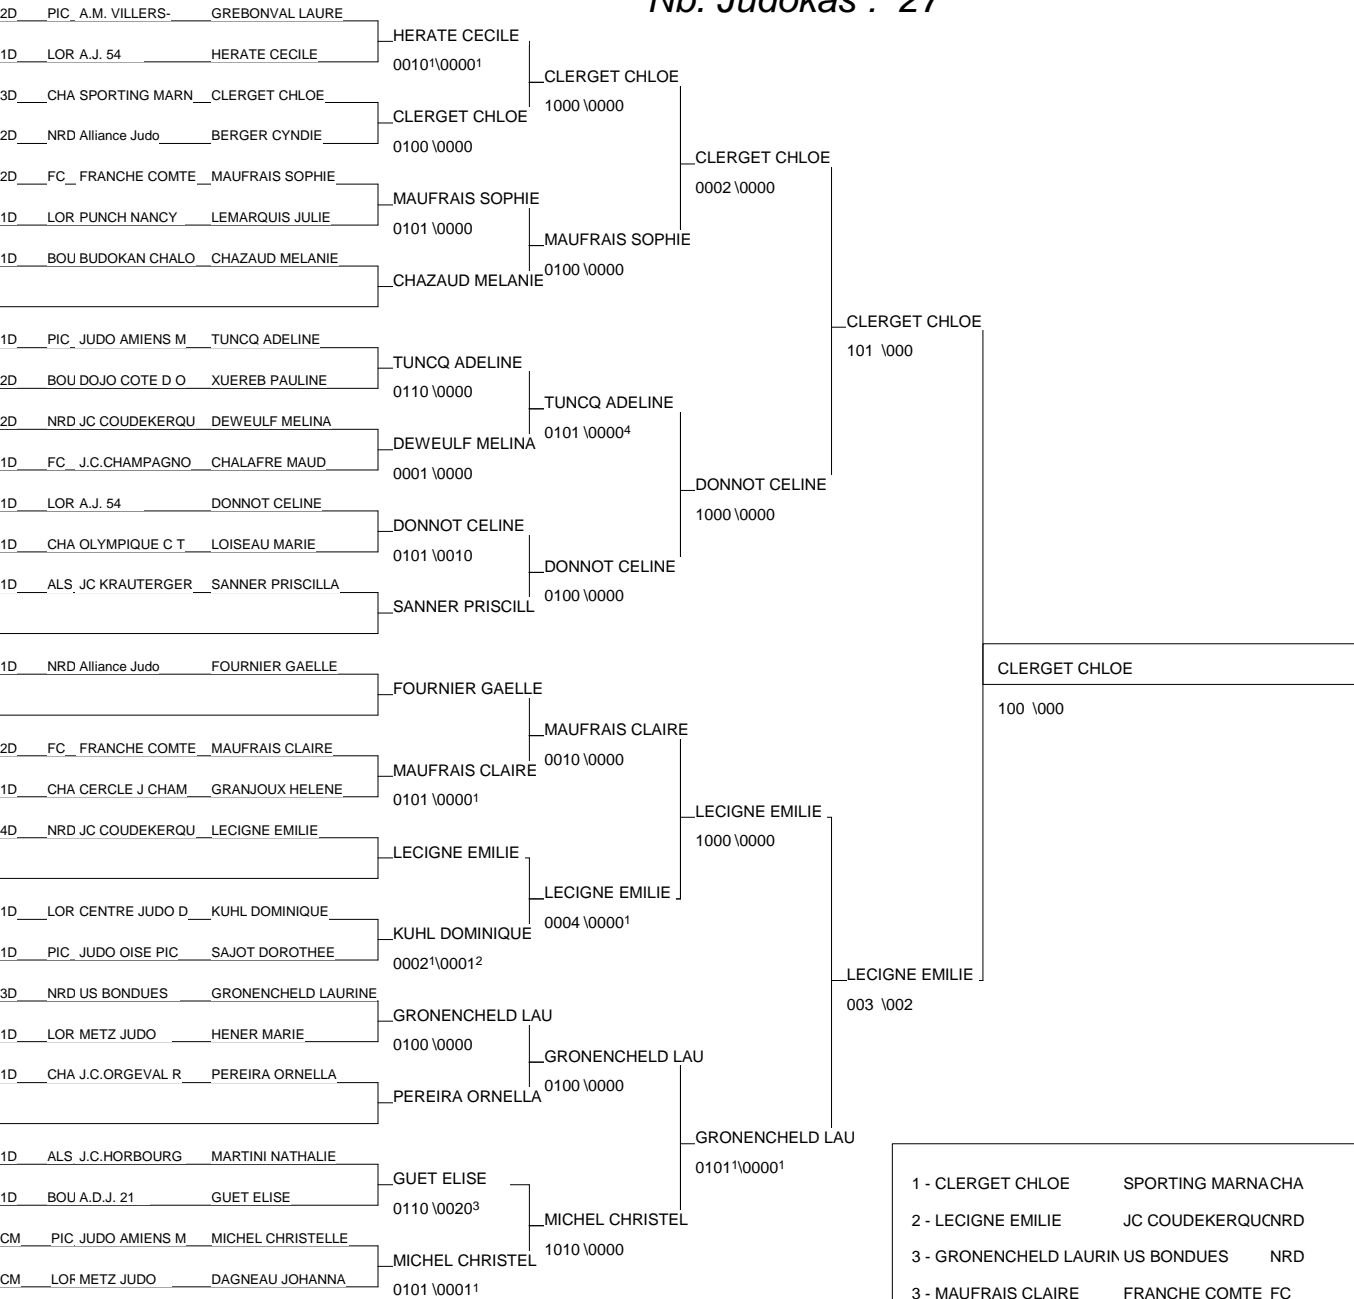 Nb. Judokas : 27
2D PIC A.M. VILLERS- GREBONVAL LAURE
HERATE CECILE
1D LOR A.J. 54 HERATE CECILE
0010¹\0000¹
CLERGET CHLOE
3D CHA SPORTING MARN CLERGET CHLOE
1000 \0000
CLERGET CHLOE
2D NRD Alliance Judo BERGER CYNDIE
0100 \0000
CLERGET CHLOE
2D FC FRANCHE COMTE MAUFRAIS SOPHIE
0002 \0000
MAUFRAIS SOPHIE
1D LOR PUNCH NANCY LEMARQUIS JULIE
0101 \0000
MAUFRAIS SOPHIE
1D BOU BUDOKAN CHALO CHAZAUD MELANIE
0100 \0000
CHAZAUD MELANIE
CLERGET CHLOE
1D PIC JUDO AMIENS M TUNCQ ADELINE
101 \000
TUNCQ ADELINE
2D BOU DOJO COTE D O XUEREB PAULINE
0110 \0000
TUNCQ ADELINE
2D NRD JC COUDEKERQU DEWEULF MELINA
0101 \0000⁴
DEWEULF MELINA
1D FC J.C.CHAMPAGNO CHALAFRE MAUD
0001 \0000
DONNOT CELINE
1D LOR A.J. 54 DONNOT CELINE
1000 \0000
DONNOT CELINE
1D CHA OLYMPIQUE C T LOISEAU MARIE
0101 \0010
DONNOT CELINE
1D ALS JC KRAUTERGER SANNER PRISCILLA
0100 \0000
SANNER PRISCILL
1D NRD Alliance Judo FOURNIER GAELLE
CLERGET CHLOE
FOURNIER GAELLE
100 \000
MAUFRAIS CLAIRE
2D FC FRANCHE COMTE MAUFRAIS CLAIRE
0010 \0000
MAUFRAIS CLAIRE
1D CHA CERCLE J CHAM GRANJOUX HELENE
0101 \0000¹
LECIGNE EMILIE
4D NRD JC COUDEKERQU LECIGNE EMILIE
1000 \0000
LECIGNE EMILIE
LECIGNE EMILIE
1D LOR CENTRE JUDO D KUHL DOMINIQUE
0004 \0000¹
KUHL DOMINIQUE
1D PIC JUDO OISE PIC SAJOT DOROTHEE
0002¹\0001²
LECIGNE EMILIE
3D NRD US BONDUES GRONENCHELD LAURINE
003 \002
GRONENCHELD LAU
1D LOR METZ JUDO HENER MARIE
0100 \0000
GRONENCHELD LAU
1D CHA J.C.ORGEVAL R PEREIRA ORNELLA
0100 \0000
PEREIRA ORNELLA
GRONENCHELD LAU
1D ALS J.C.HORBOURG MARTINI NATHALIE
0101¹\0000¹
GUET ELISE
1 - CLERGET CHLOE SPORTING MARNA CHA
1D BOU A.D.J. 21 GUET ELISE
0110 \0020³
MICHEL CHRISTEL
2 - LECIGNE EMILIE JC COUDEKERQU NRD
CM PIC JUDO AMIENS M MICHEL CHRISTELLE
1010 \0000
3 - GRONENCHELD LAURIN US BONDUES NRD
MICHEL CHRISTEL
CM LOR METZ JUDO DAGNEAU JOHANNA
0101 \0001¹
3 - MAUFRAIS CLAIRE FRANCHE COMTE FC